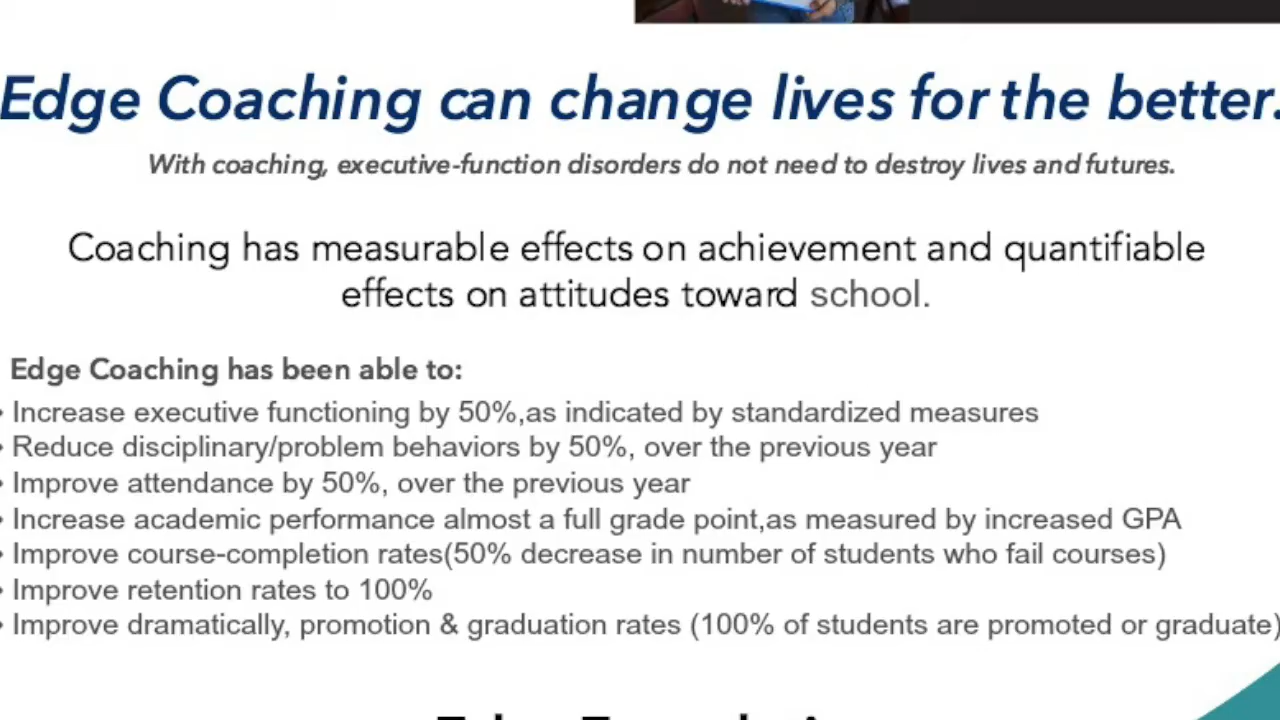 Edge Coaching can change lives for the better.
With coaching, executive-function disorders do not need to destroy lives and futures.
Coaching has measurable effects on achievement and quantifiable
effects on attitudes toward school.
Edge Coaching has been able to:
• Increase executive functioning by 50%,as indicated by standardized measures
• Reduce disciplinary/problem behaviors by 50%, over the previous year
• Improve attendance by 50%, over the previous year
• Increase academic performance almost a full grade point,as measured by increased GPA
• Improve course-completion rates(50% decrease in number of students who fail courses)
• Improve retention rates to 100%
• Improve dramatically, promotion & graduation rates (100% of students are promoted or graduate)